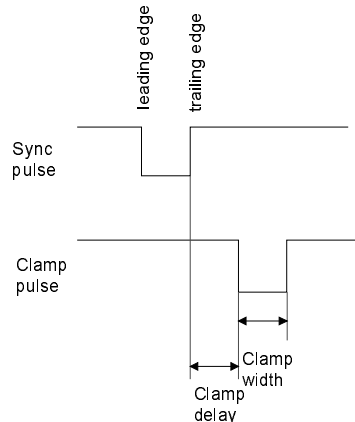 leading edge
trailing edge
Sync
pulse
Clamp
pulse
Clamp
width
Clamp
delay